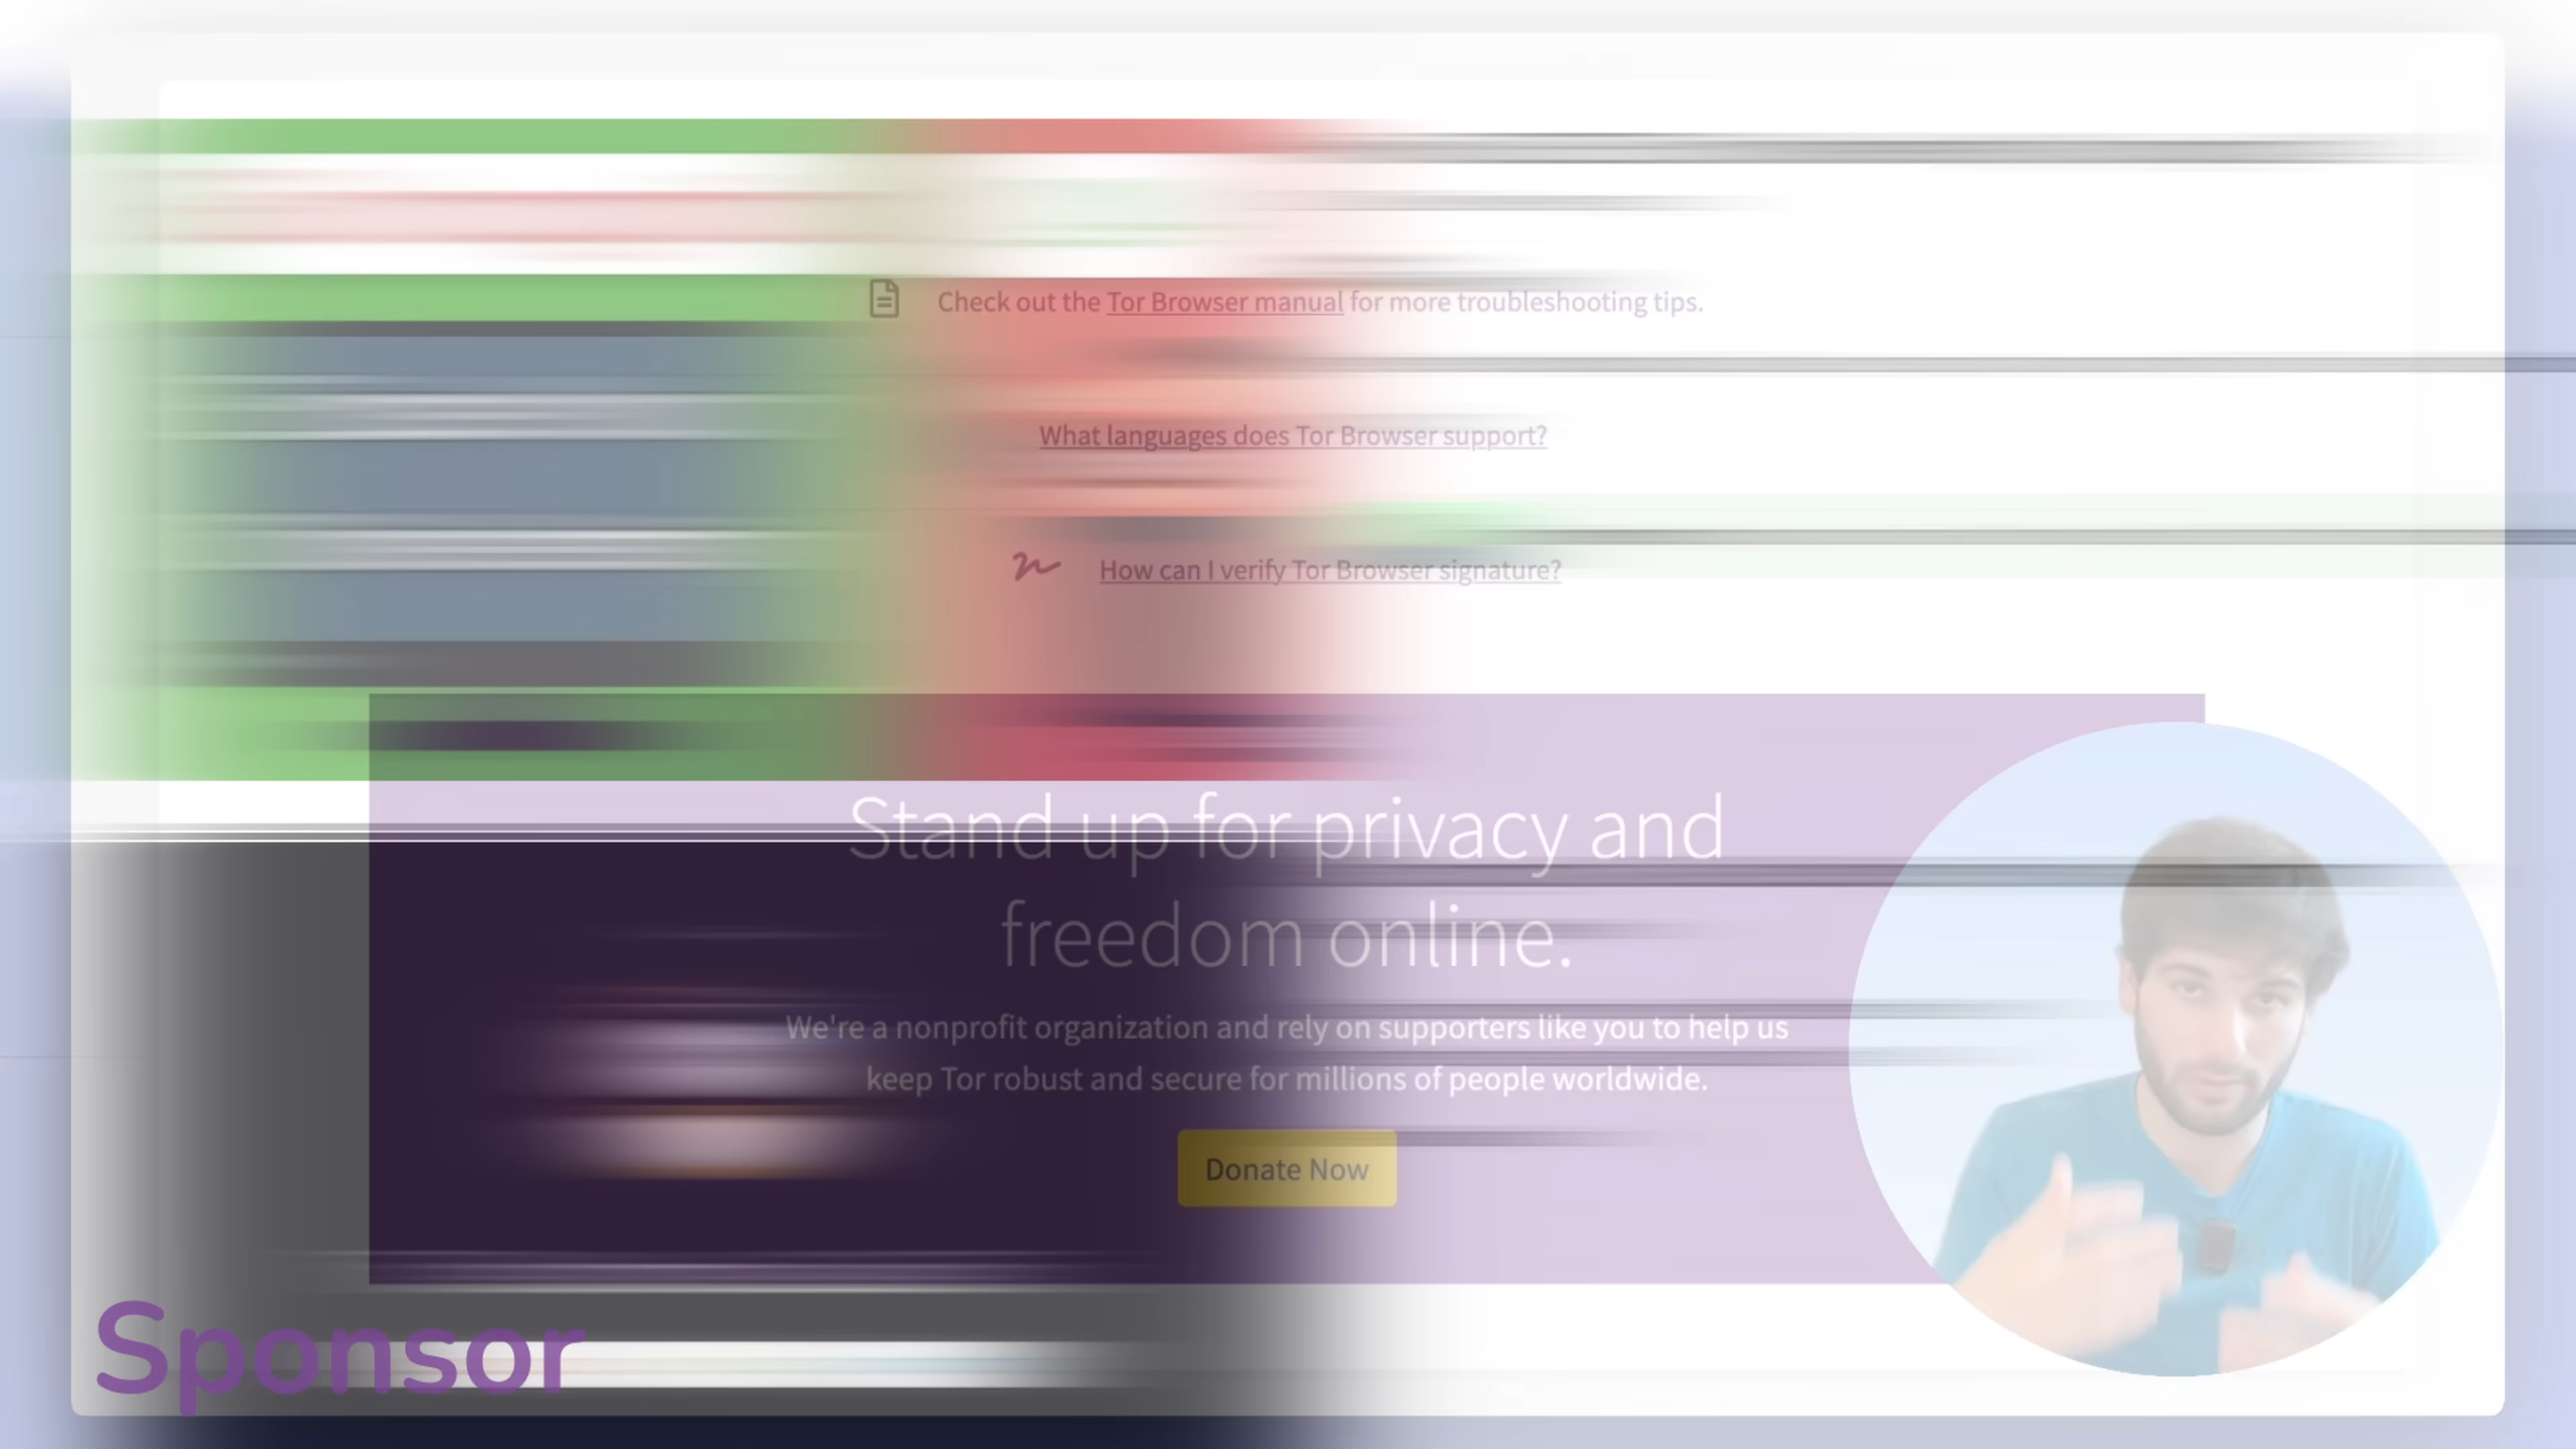 Check out the Tor Browser manual for more troubleshooting tips.
What languages does Tor Browser support?
How can I verify Tor Browser signature?
Stand up for privacy and
freedom online.
We're a nonprofit organization and rely on supporters like you to help us
keep Tor robust and secure for millions of people worldwide.
Donate Now
Sponsor